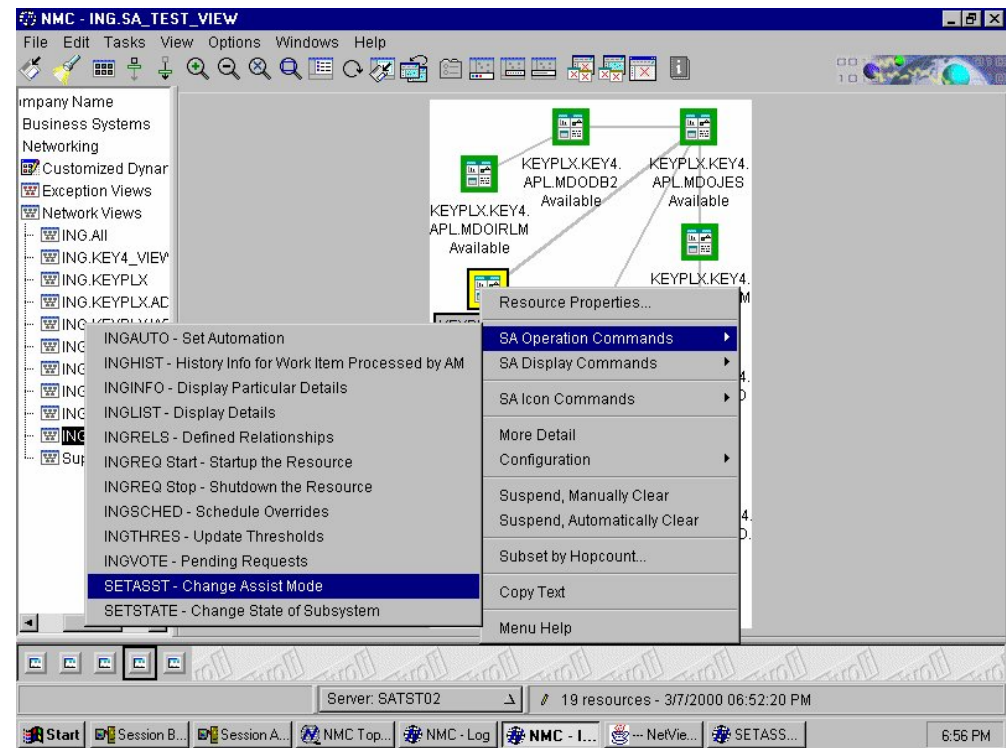 NMC - ING.SA_TEST_VIEW
File Edit Tasks View Options Windows Help
mpany Name
Business Systems
Networking
Customized Dynar
Exception Views
Network Views
ING.All
ING.KEY4_VIEW
ING.KEYPLX
ING.KEYPLX.AD
ING
ING
ING
ING
ING
Sup
KEYPLX.KEY4.
APL.MDODB2
Available
KEYPLX.KEY4.
APL.MDOJES
Available
KEYPLX.KEY4.
APL.MDOIRLM
Available
KEYPLX.KEY4.
Resource Properties...
SA Operation Commands
SA Display Commands
SA Icon Commands
More Detail
Configuration
Suspend, Manually Clear
Suspend, Automatically Clear
Subset by Hopcount...
Copy Text
Menu Help
INGAUTO - Set Automation
INGHIST - History Info for Work Item Processed by AM
INGINFO - Display Particular Details
INGLIST - Display Details
INGRELS - Defined Relationships
INGREQ Start - Startup the Resource
INGREQ Stop - Shutdown the Resource
INGSCHED - Schedule Overrides
INGTHRES - Update Thresholds
INGVOTE - Pending Requests
SETASST - Change Assist Mode
SETSTATE - Change State of Subsystem
Server: SATST02
19 resources - 3/7/2000 06:52:20 PM
Start
Session B...
Session A...
NMC Top...
NMC - Log
NMC - I...
--- NetVie...
SETASS...
6:56 PM